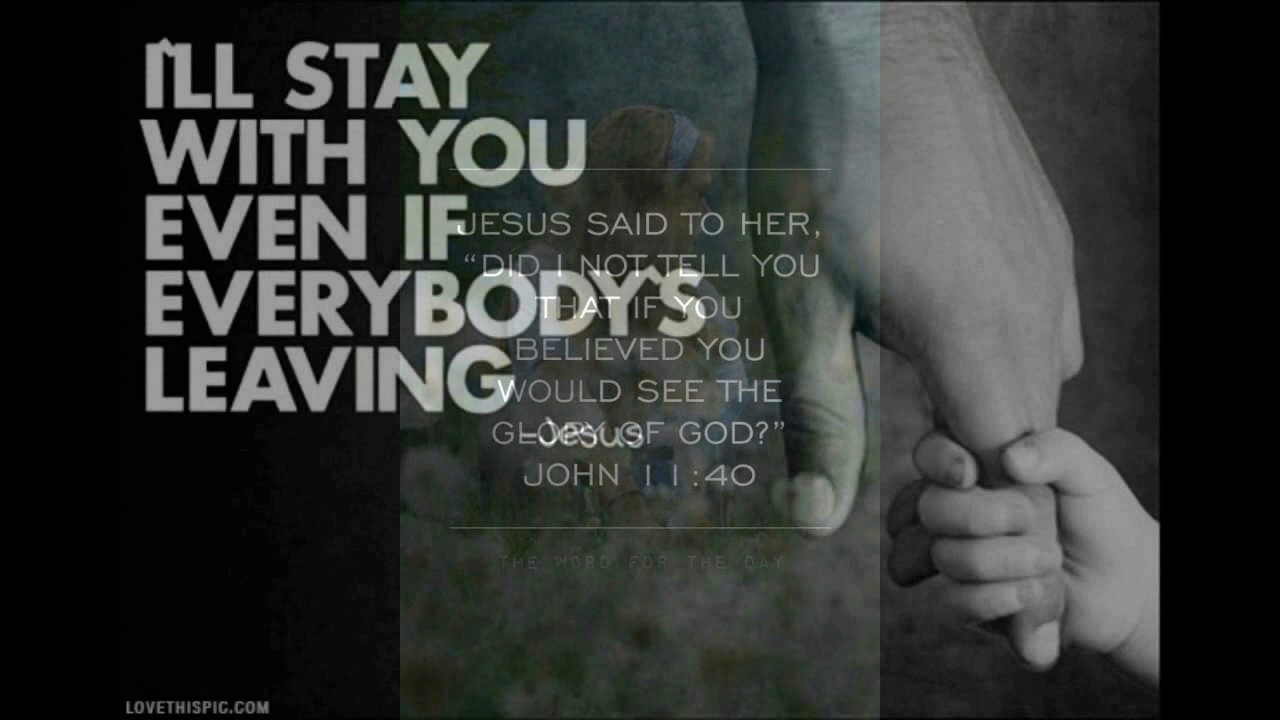 I'LL STAY
WITH YOU
EVEN IF
EVERYBODY'S
LEAVING
-Jesus
JESUS SAID TO HER,
“DID I NOT TELL YOU
THAT IF YOU
BELIEVED YOU
WOULD SEE THE
GLORY OF GOD?”
JOHN 11:40
THE WORD FOR THE DAY
LOVETHISPIC.COM